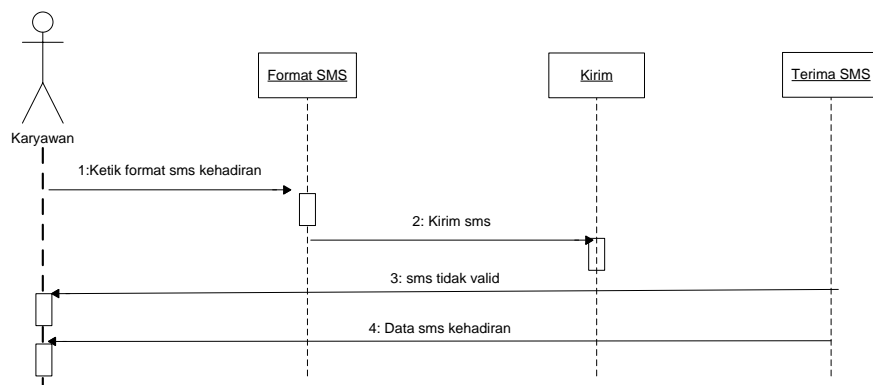 Format SMS
Kirim
Terima SMS
Karyawan
1:Ketik format sms kehadiran
2: Kirim sms
3: sms tidak valid
4: Data sms kehadiran